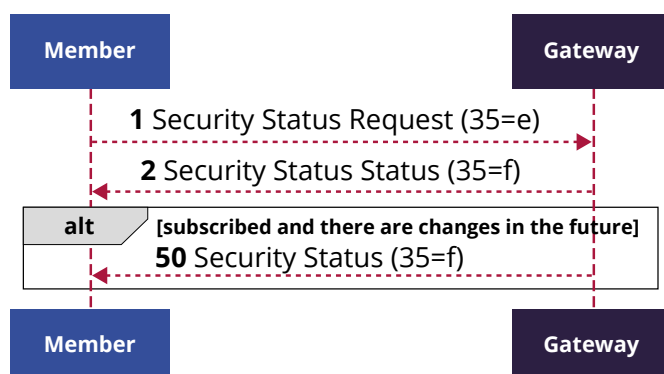 Member Gateway
1 Security Status Request (35=e)
2 Security Status Status (35=f)
alt [subscribed and there are changes in the future]
50 Security Status (35=f)
Member Gateway